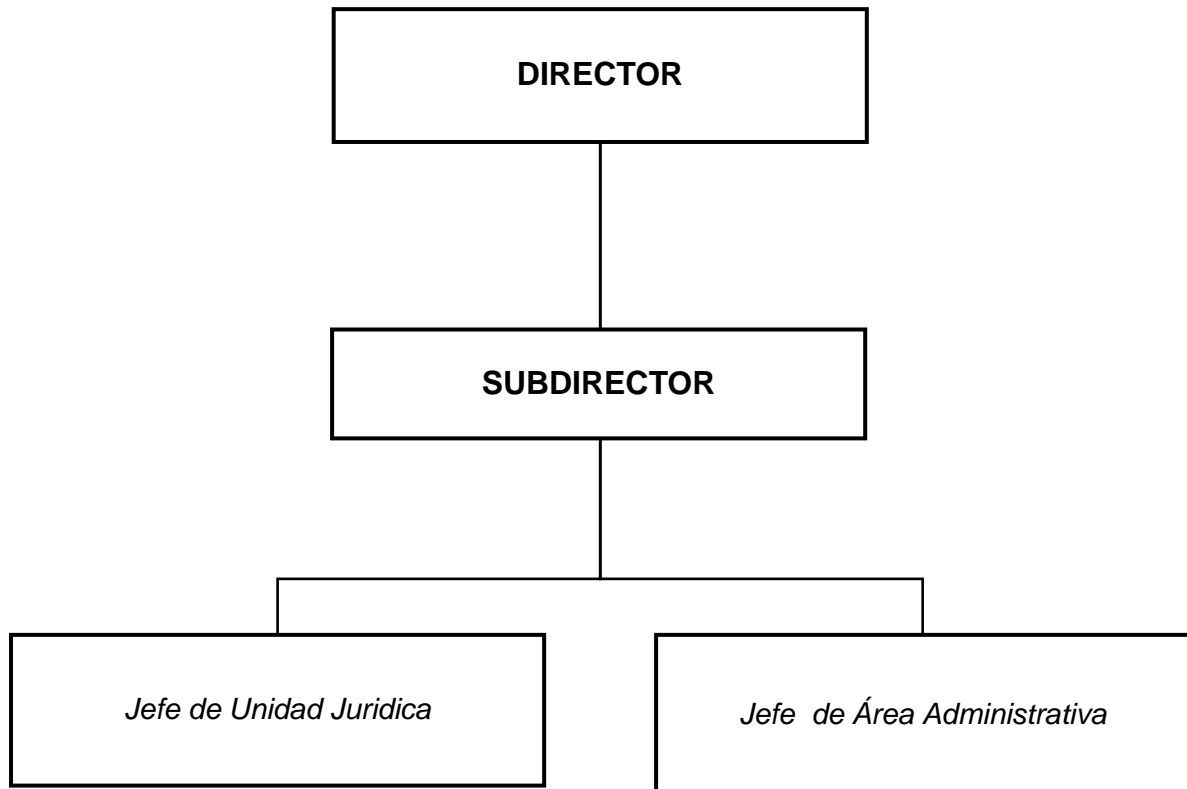 DIRECTOR
SUBDIRECTOR
Jefe de Unidad Juridica
Jefe  de Área Administrativa